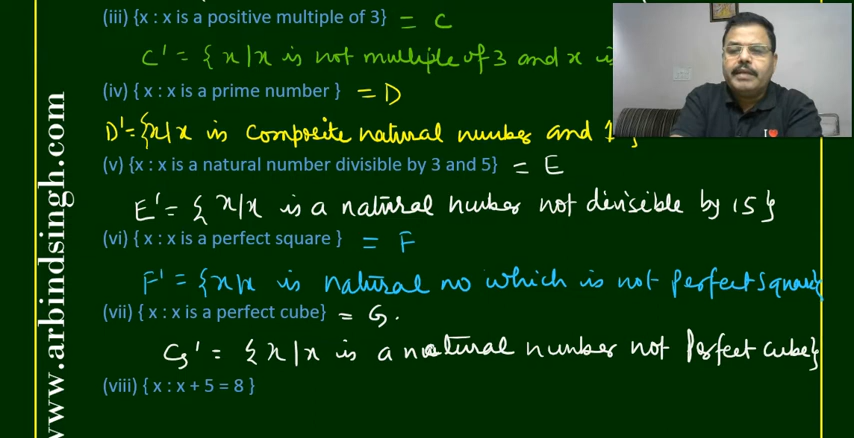 (iii) {x : x is a positive multiple of 3} = C
C' = { x|x is not multiple of 3 and x is
(iv) { x : x is a prime number } = D
D' = {x|x is composite natural number and 1 }
(v) {x : x is a natural number divisible by 3 and 5} = E
E' = { x|x is a natural number not divisible by 15}
(vi) { x : x is a perfect square } = F
F' = {x|x is natural no which is not perfect square}
(vii) { x : x is a perfect cube} = G.
G' = { x|x is a natural number not Perfect cube}
(viii) { x : x + 5 = 8 }
www.arbindsingh.com
I